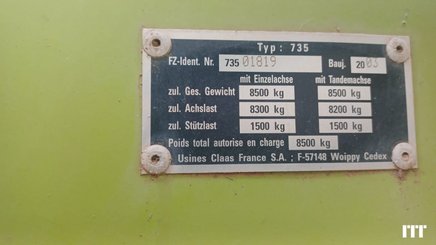 Typ: 735
FZ-Ident. Nr. 735 01819 Bauj. 2003
mit Einzelachse mit Tandemachse
zul. Ges. Gewicht 8500 kg 8500 kg
zul. Achslast 8300 kg 8200 kg
zul. Stützlast 1500 kg 1500 kg
Poids total autorise en charge 8500 kg
Usines Claas France S.A. ; F-57148 Woippy Cedex
ITT